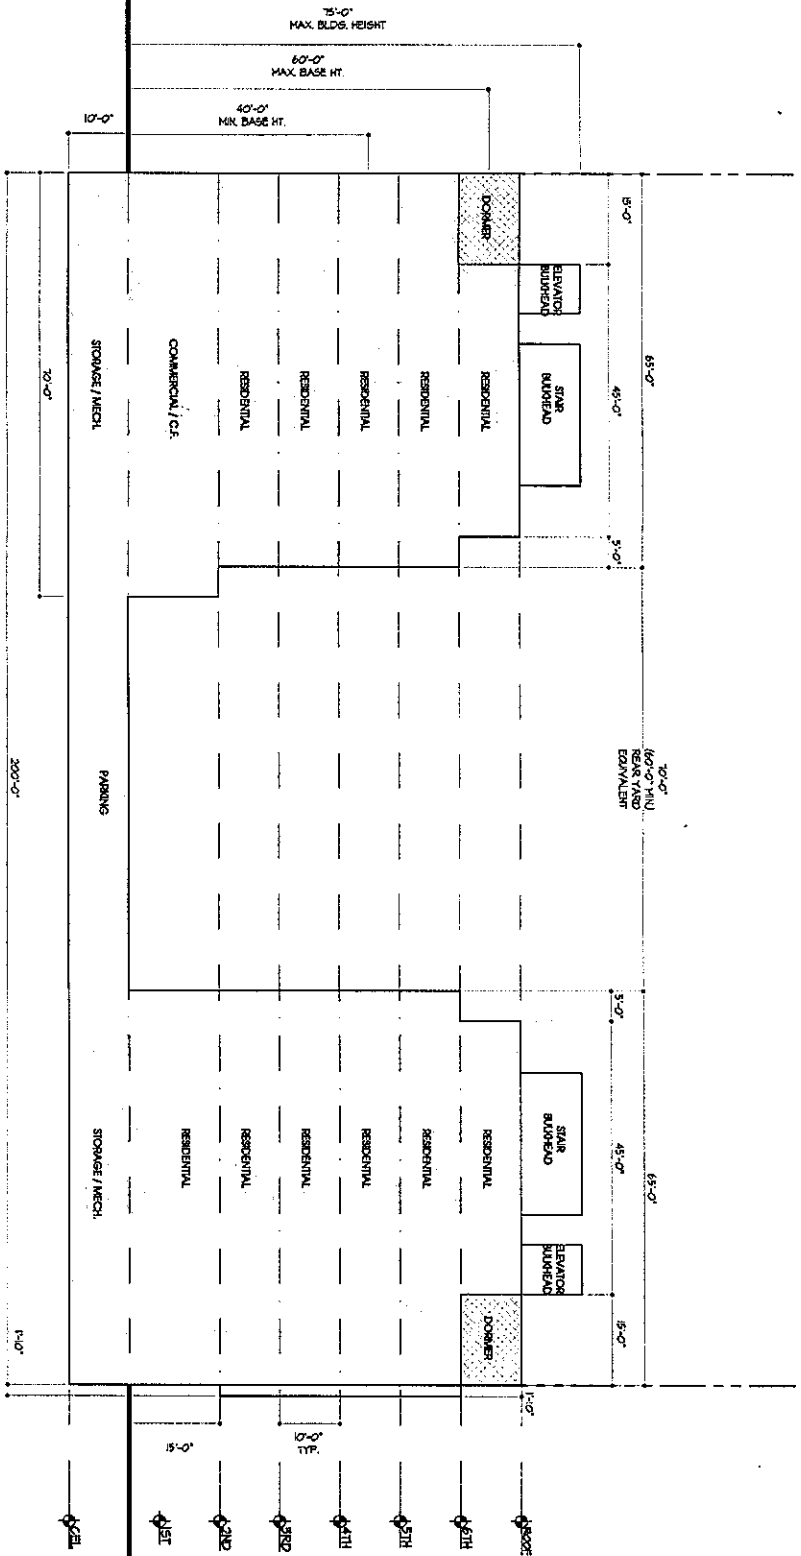 75'-0"
MAX. BLDG. HEIGHT
60'-0"
MAX. BASE HT.
40'-0"
MIN. BASE HT.
10'-0"
15'-0"
65'-0"
45'-0"
5'-0"
DORMER
ELEVATOR
BULKHEAD
STAIR
BULKHEAD
STORAGE / MECH.
COMMERCIAL / C.F.
RESIDENTIAL
RESIDENTIAL
RESIDENTIAL
RESIDENTIAL
RESIDENTIAL
70'-0"
70'-0"
(60'-0" MIN.)
REAR YARD
EQUIVALENT
200'-0"
PARKING
5'-0"
45'-0"
65'-0"
15'-0"
STAIR
BULKHEAD
ELEVATOR
BULKHEAD
DORMER
STORAGE / MECH.
RESIDENTIAL
RESIDENTIAL
RESIDENTIAL
RESIDENTIAL
RESIDENTIAL
RESIDENTIAL
1'-10"
1'-10"
15'-0"
10'-0"
TYP.
CEL
1ST
2ND
3RD
4TH
5TH
6TH
ROOF